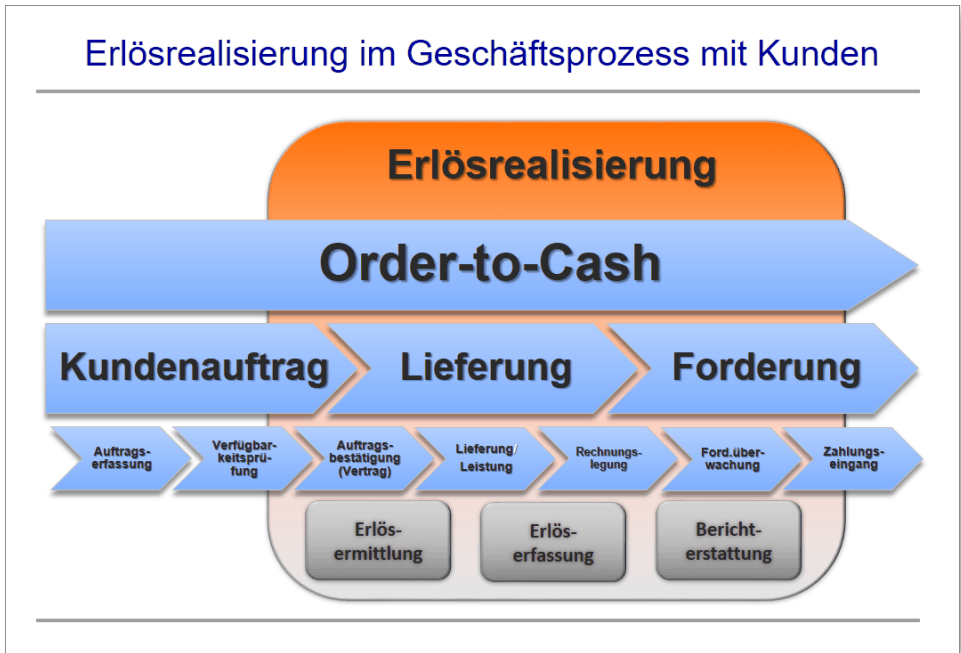 Erlösrealisierung im Geschäftsprozess mit Kunden
Erlösrealisierung
Order-to-Cash
Kundenauftrag
Lieferung
Forderung
Auftrags-
erfassung
Verfügbar-
keitsprü-
fung
Auftrags-
bestätigung
(Vertrag)
Lieferung/
Leistung
Rechnungs-
legung
Ford.über-
wachung
Zahlungs-
eingang
Erlös-
ermittlung
Erlös-
erfassung
Bericht-
erstattung